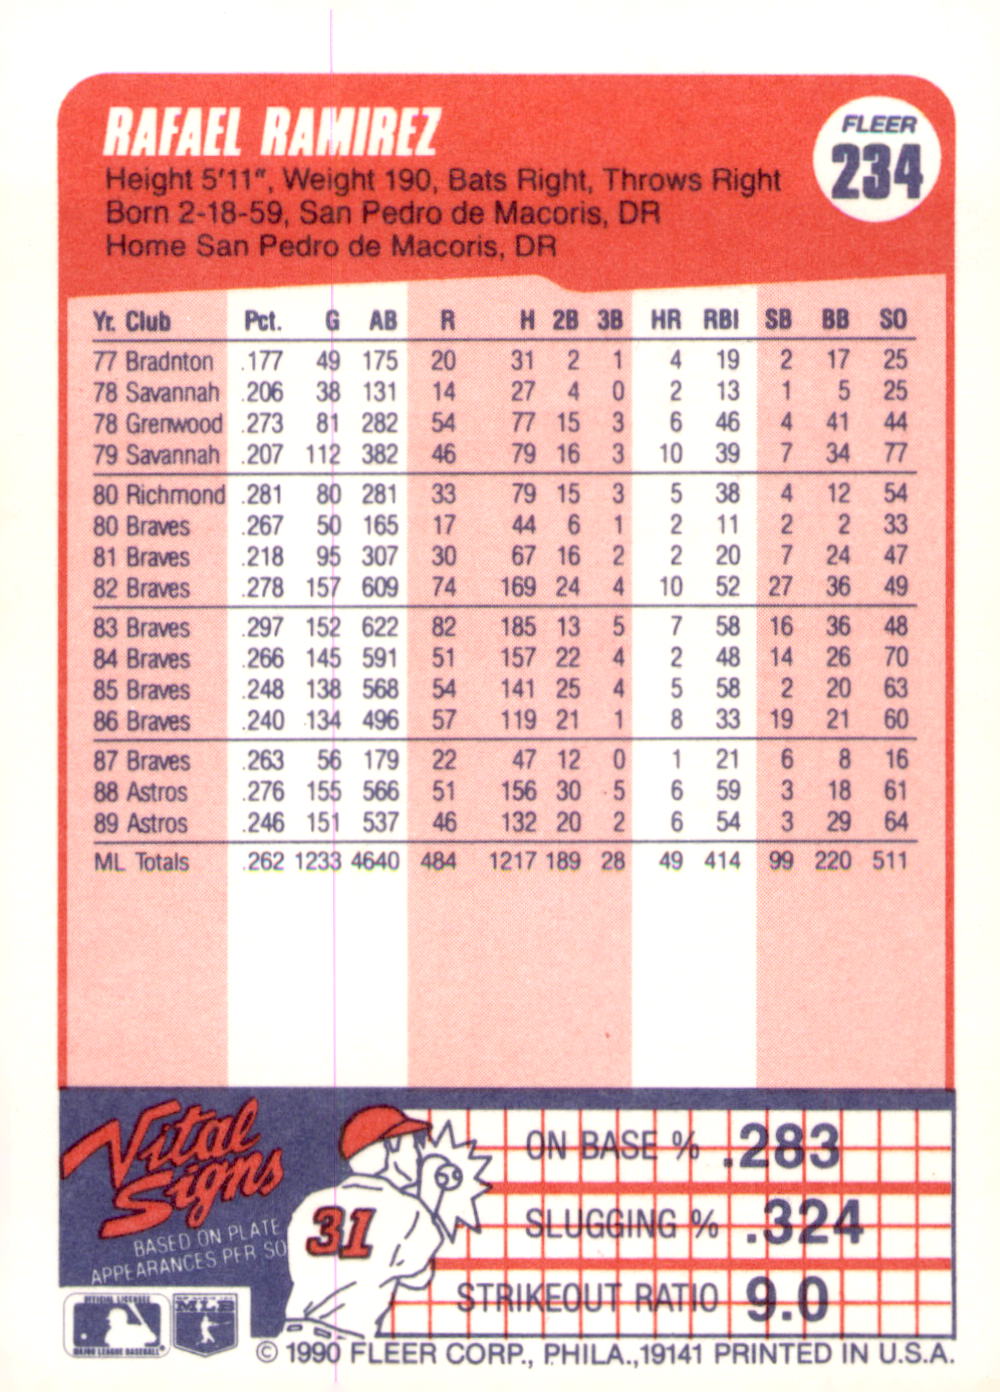 RAFAEL RAMIREZ
FLEER
234
Height 5'11", Weight 190, Bats Right, Throws Right
Born 2-18-59, San Pedro de Macoris, DR
Home San Pedro de Macoris, DR
Yr. Club Pct. G AB R H 2B 3B HR RBI SB BB SO
77 Bradnton .177 49 175 20 31 2 1 4 19 2 17 25
78 Savannah .206 38 131 14 27 4 0 2 13 1 5 25
78 Grenwood .273 81 282 54 77 15 3 6 46 4 41 44
79 Savannah .207 112 382 46 79 16 3 10 39 7 34 77
80 Richmond .281 80 281 33 79 15 3 5 38 4 12 54
80 Braves .267 50 165 17 44 6 1 2 11 2 2 33
81 Braves .218 95 307 30 67 16 2 2 20 7 24 47
82 Braves .278 157 609 74 169 24 4 10 52 27 36 49
83 Braves .297 152 622 82 185 13 5 7 58 16 36 48
84 Braves .266 145 591 51 157 22 4 2 48 14 26 70
85 Braves .248 138 568 54 141 25 4 5 58 2 20 63
86 Braves .240 134 496 57 119 21 1 8 33 19 21 60
87 Braves .263 56 179 22 47 12 0 1 21 6 8 16
88 Astros .276 155 566 51 156 30 5 6 59 3 18 61
89 Astros .246 151 537 46 132 20 2 6 54 3 29 64
ML Totals .262 1233 4640 484 1217 189 28 49 414 99 220 511
Vital
Signs
BASED ON PLATE
APPEARANCES PER SO
31
ON BASE % .283
SLUGGING % .324
STRIKEOUT RATIO 9.0
OFFICIAL LICENSEE
MAJOR LEAGUE BASEBALL
MLB
© 1990 FLEER CORP., PHILA.,19141 PRINTED IN U.S.A.